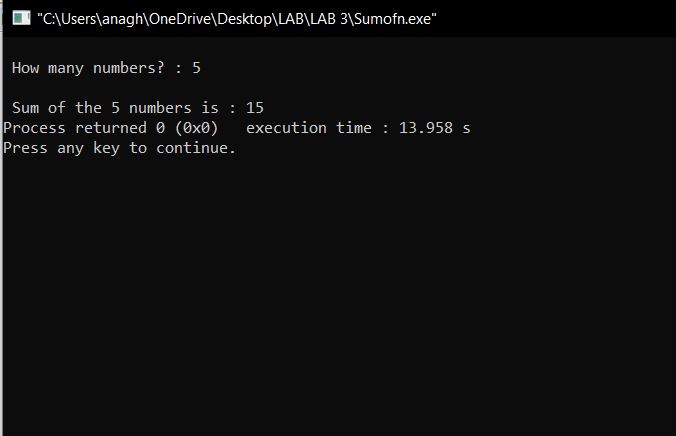 "C:\Users\anagh\OneDrive\Desktop\LAB\LAB 3\Sumofn.exe"
How many numbers? : 5
Sum of the 5 numbers is : 15
Process returned 0 (0x0)   execution time : 13.958 s
Press any key to continue.